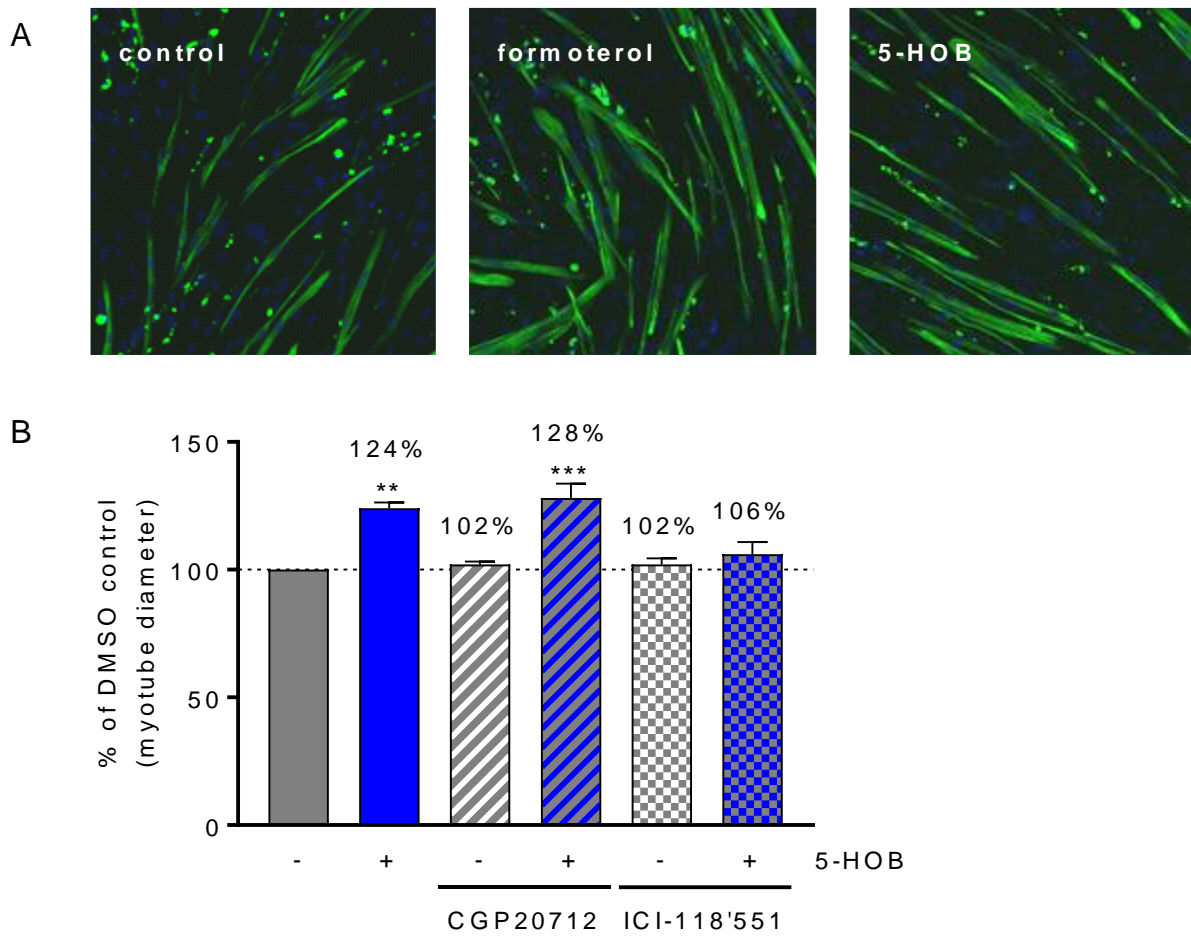 A
control
formoterol
5-HOB
B
% of DMSO control
(myotube diameter)
150
100
50
0
124%
**
102%
128%
***
102%
106%
- + - + - + 5-HOB
CGP20712 ICI-118'551